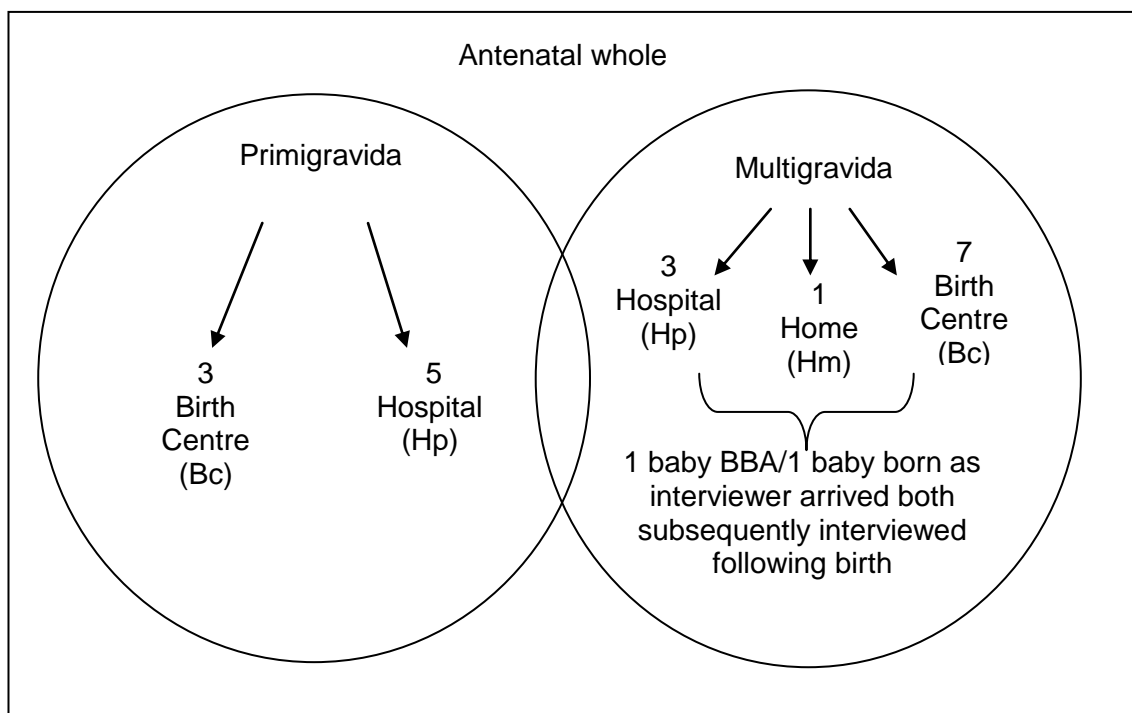 Antenatal whole
Primigravida
3
Birth
Centre
(Bc)
5
Hospital
(Hp)
Multigravida
3
Hospital
(Hp)
1
Home
(Hm)
7
Birth
Centre
(Bc)
1 baby BBA/1 baby born as
interviewer arrived both
subsequently interviewed
following birth